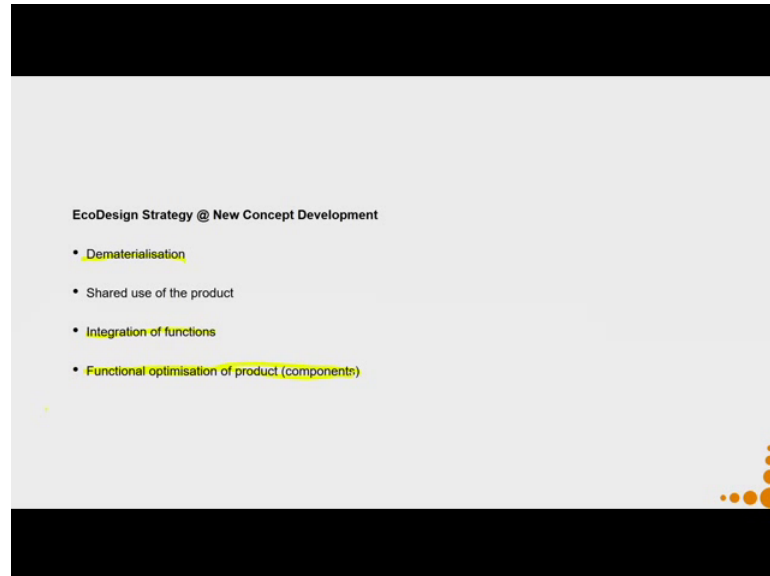 EcoDesign Strategy @ New Concept Development
• Dematerialisation
• Shared use of the product
• Integration of functions
• Functional optimisation of product (components)